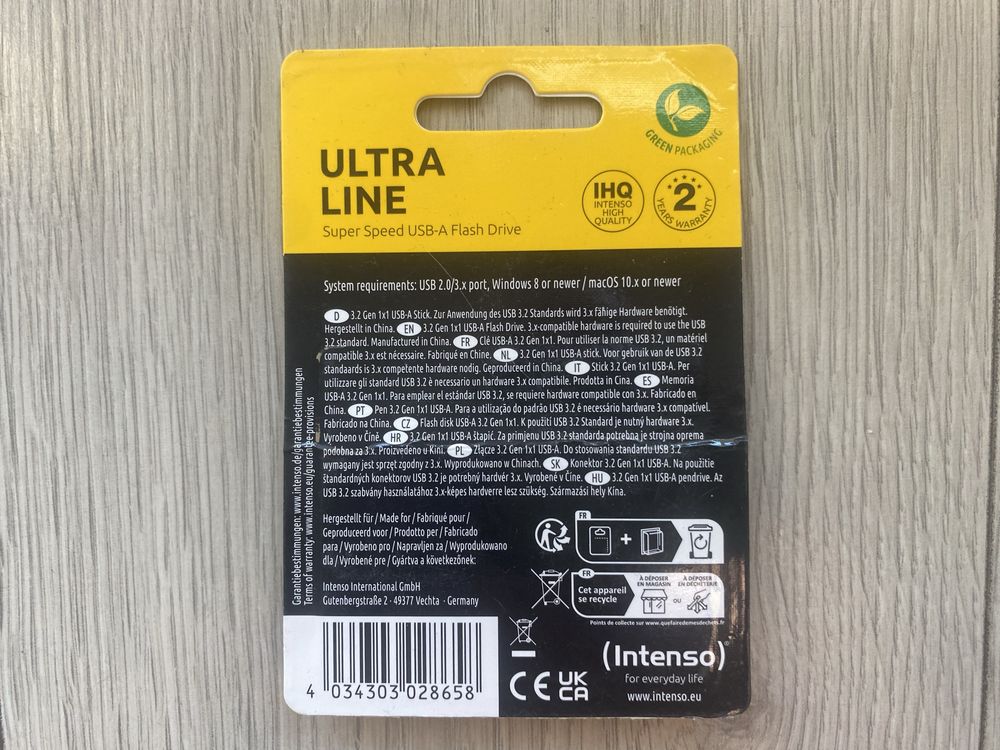 GREEN PACKAGING
ULTRA
LINE
Super Speed USB-A Flash Drive
IHQ
INTENSO
HIGH
QUALITY
2
YEARS WARRANTY
System requirements: USB 2.0/3.x port, Windows 8 or newer / macOS 10.x or newer
D 3.2 Gen 1x1 USB-A Stick. Zur Anwendung des USB 3.2 Standards wird 3.x fähige Hardware benötigt.
Hergestellt in China. EN 3.2 Gen 1x1 USB-A Flash Drive. 3.x-compatible hardware is required to use the USB
3.2 standard. Manufactured in China. FR Clé USB-A 3.2 Gen 1x1. Pour utiliser la norme USB 3.2, un matériel
compatible 3.x est nécessaire. Fabriqué en Chine. NL 3.2 Gen 1x1 USB-A stick. Voor gebruik van de USB 3.2
standaards is 3.x competente hardware nodig. Geproduceerd in China. IT Stick 3.2 Gen 1x1 USB-A. Per
utilizzare gli standard USB 3.2 è necessario un hardware 3.x compatible. Prodotta in Cina. ES Memoria
USB-A 3.2 Gen 1x1. Para emplear el estándar USB 3.2, se requiere hardware compatible con 3.x. Fabricado en
China. PT Pen 3.2 Gen 1x1 USB-A. Para a utilização do padrão USB 3.2 è necessário hardware 3.x compatível.
Fabricado na China. CZ Flash disk USB-A 3.2 Gen 1x1. K použití USB 3.2 Standard je nutný hardware 3.x.
Vyrobeno v Číně. HR 3.2 Gen 1x1 USB-A štapić. Za primjenu USB 3.2 standarda potrebna je strojna oprema
podobna za 3.x. Proizvedeno u Kini. PL Złącze 3.2 Gen 1x1 USB-A. Do stosowania standardu USB 3.2
wymagany jest sprzęt zgodny z 3.x. Wyprodukowano w Chinach. SK Konektor 3.2 Gen 1x1 USB-A. Na použitie
štandardných konektorov USB 3.2 je potrebný hardvér 3.x. Vyrobené v Číne. HU 3.2 Gen 1x1 USB-A pendrive. Az
USB 3.2 szabvány használatához 3.x-képes hardverre lesz szükség. Származási hely Kína.
Garantiebestimmungen: www.intenso.de/garantiebestimmungen
Terms of warranty: www.intenso.eu/guarantee-provisions
Hergestellt für / Made for / Fabriqué pour /
Geproduceerd voor / Prodotto per / Fabricado
para / Vyrobeno pro / Napravljen za / Wyprodukowano
dla / Vyrobené pre / Gyártva a következőnek:
Intenso International GmbH
Gutenbergstraße 2 · 49377 Vechta · Germany
FR
+
FR
Cet appareil
se recycle
À DÉPOSER
EN MAGASIN
OU
À DÉPOSER
EN DÉCHÈTERIE
Points de collecte sur www.quefairedemesdechets.fr
4 034303 028658
CE
UK
CA
(Intenso)
for everyday life
www.intenso.eu